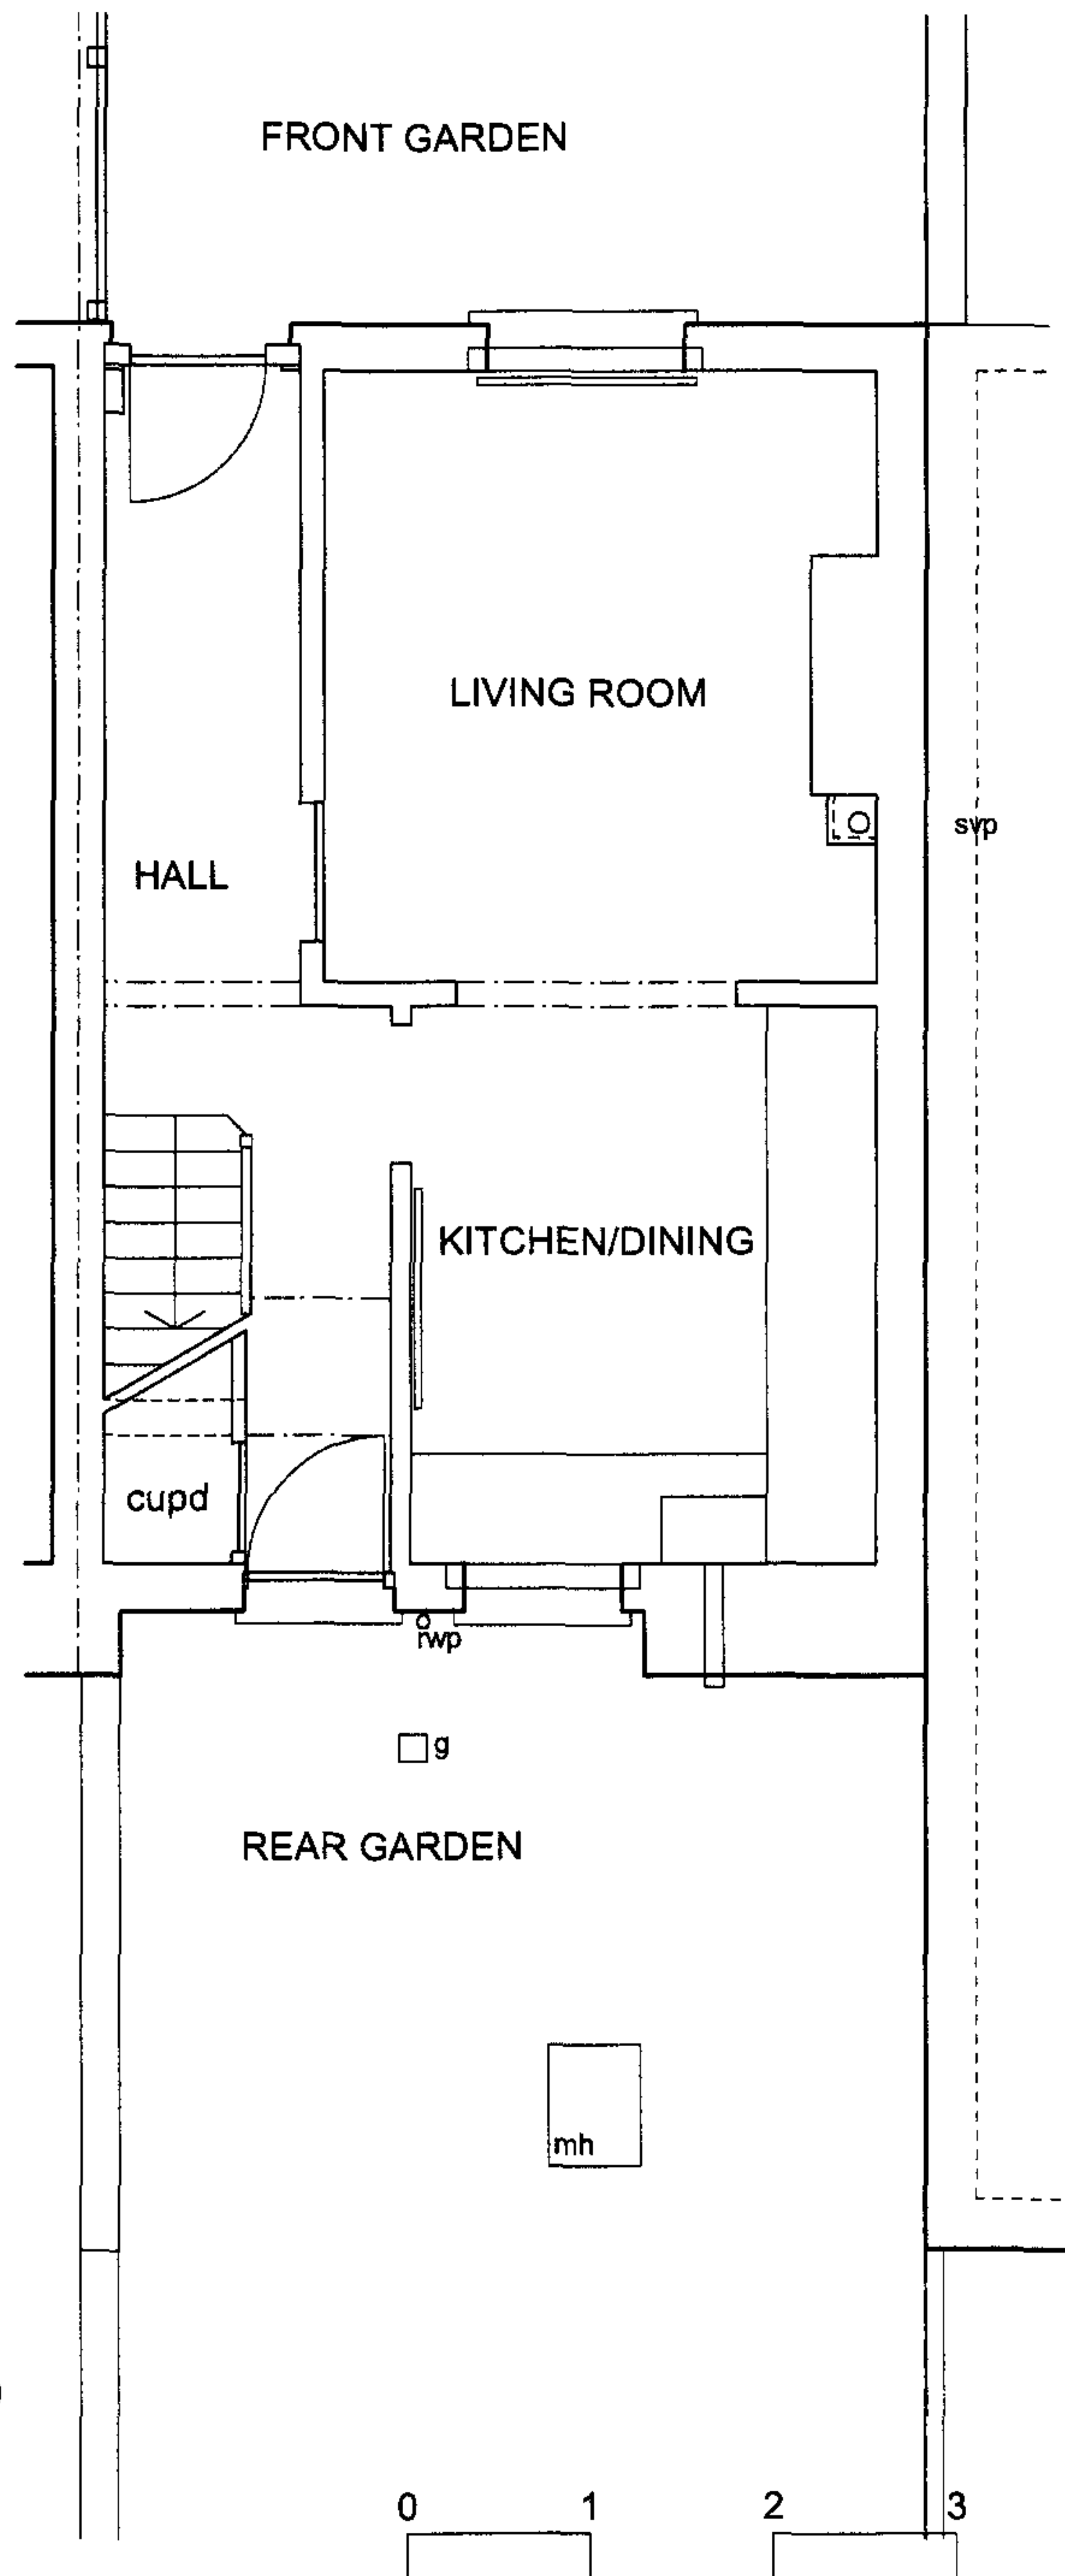 FRONT GARDEN
LIVING ROOM
svp
HALL
KITCHEN/DINING
cupd
rwp
g
REAR GARDEN
mh
0 1 2 3